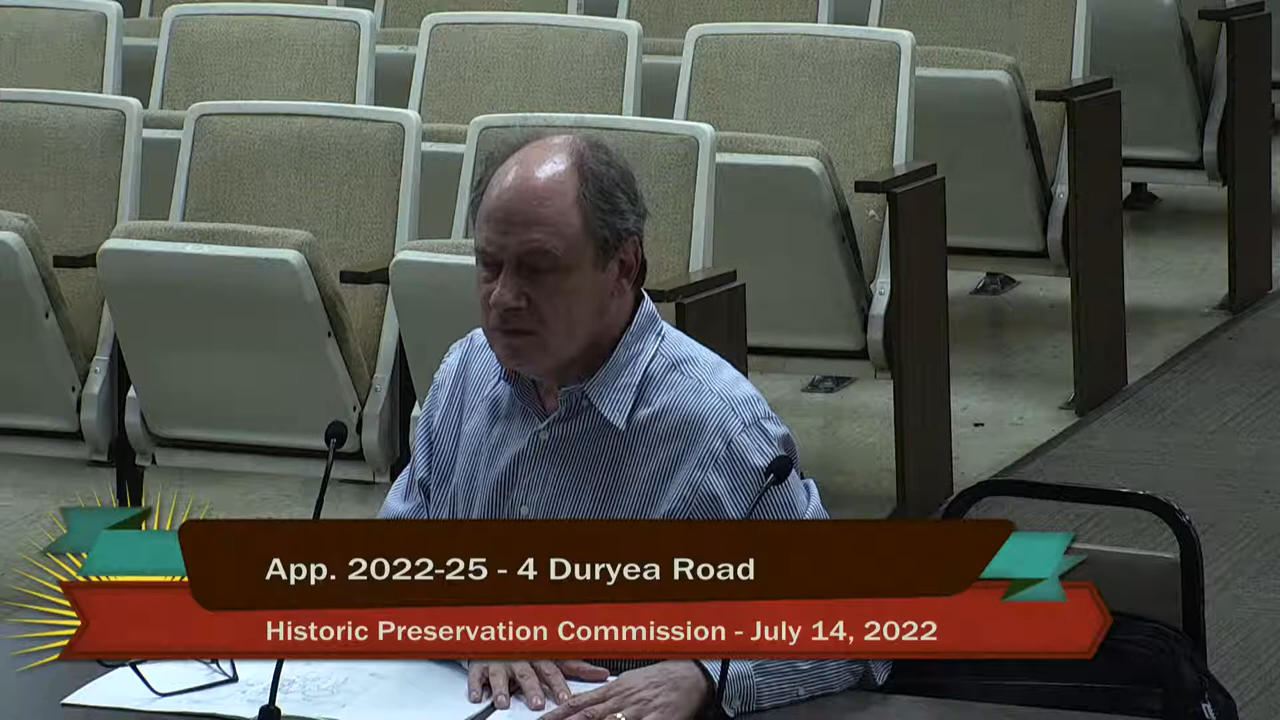 App. 2022-25 - 4 Duryea Road
Historic Preservation Commission - July 14, 2022